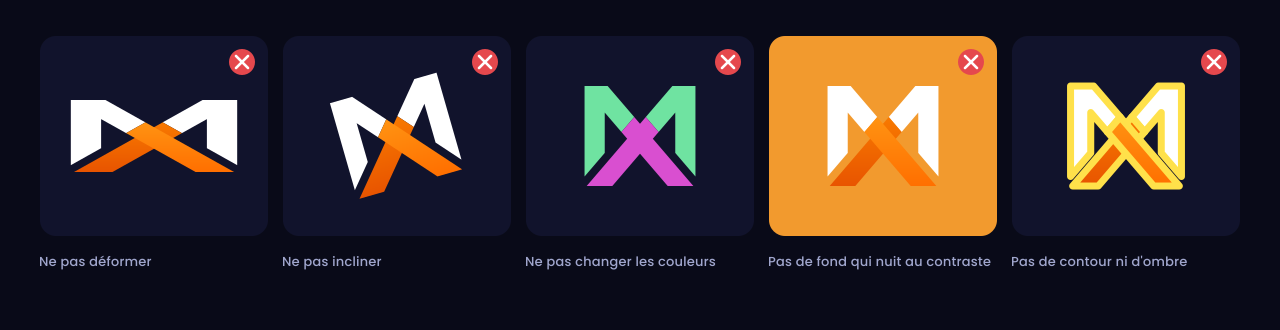 Ne pas déformer
Ne pas incliner
Ne pas changer les couleurs
Pas de fond qui nuit au contraste
Pas de contour ni d'ombre